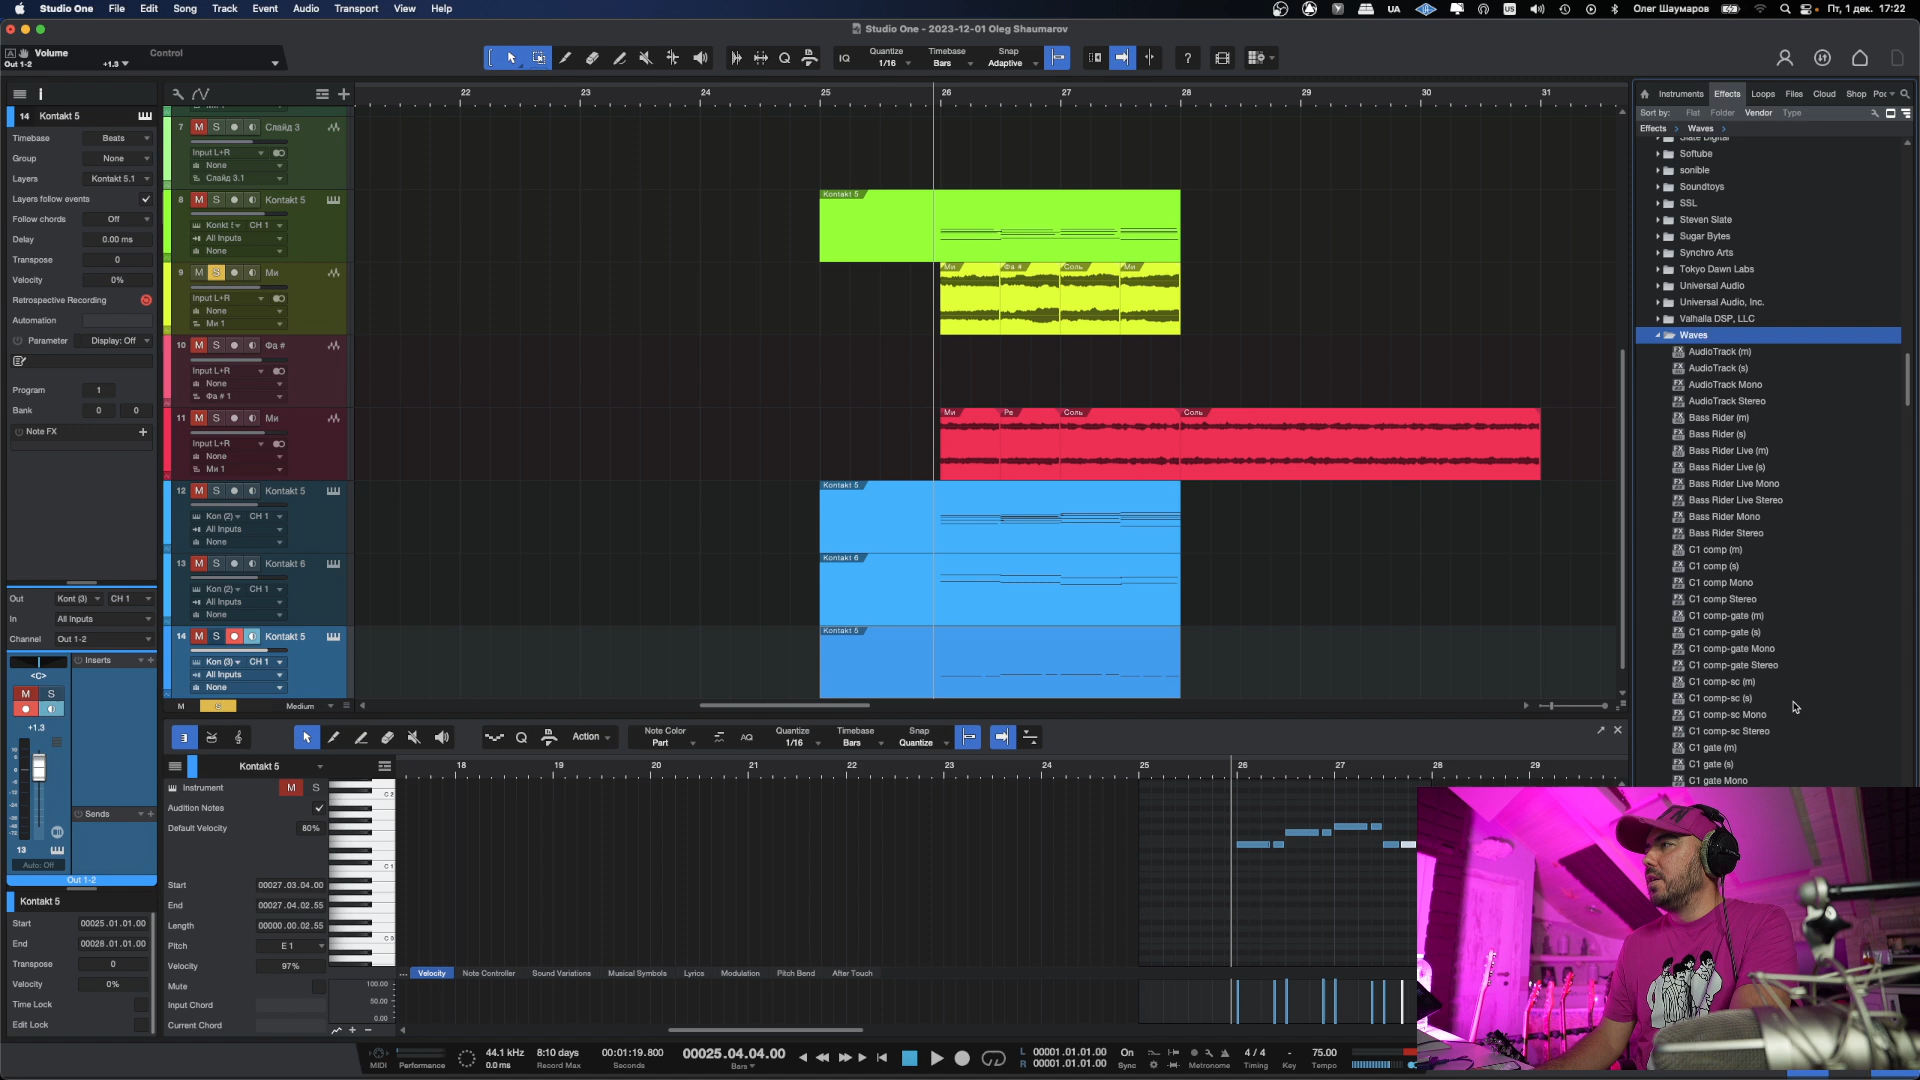 Studio One File Edit Song Track Event Audio Transport View Help
UA US Олег Шаумаров Пт, 1 дек. 17:22
Studio One - 2023-12-01 Oleg Shaumarov
Volume Control
Out 1-2 +1.3
Quantize Timebase Snap
IQ 1/16 Bars Adaptive ?
22 23 24 25 26 27 28 29 30 31
14 Kontakt 5
Timebase Beats
Group None
Layers Kontakt 5.1
Layers follow events
Follow chords Off
Delay 0.00 ms
Transpose 0
Velocity 0%
Retrospective Recording
Automation
Parameter Display: Off
Program 1
Bank 0 0
Note FX +
Out Kont (3) CH 1
In All Inputs
Channel Out 1-2
Inserts
<C>
M S
+1.3
Sends
13
Auto: Off
Out 1-2
Kontakt 5
Start 00025.01.01.00
End 00028.01.01.00
Transpose 0
Velocity 0%
Time Lock
Edit Lock
7 M S Слайд 3
Input L+R
None
Слайд 3.1
8 M S Kontakt 5
Konkt 5 CH 1
All Inputs
None
9 M S Ми
Input L+R
None
Ми 1
10 M S Фа #
Input L+R
None
Фа # 1
11 M S Ми
Input L+R
None
Ми 1
12 M S Kontakt 5
Kon (2) CH 1
All Inputs
None
13 M S Kontakt 6
Kon (2) CH 1
All Inputs
None
14 M S Kontakt 5
Kon (3) CH 1
All Inputs
None
M S Medium
Kontakt 5
Ми Фа # Соль Ми
Ми Ре Соль Соль
Kontakt 5
Kontakt 6
Kontakt 5
Instruments Effects Loops Files Cloud Shop Poc
Sort by: Flat Folder Vendor Type
Effects Waves
Slate Digital
Softube
sonible
Soundtoys
SSL
Steven Slate
Sugar Bytes
Synchro Arts
Tokyo Dawn Labs
Universal Audio
Universal Audio, Inc.
Valhalla DSP, LLC
Waves
AudioTrack (m)
AudioTrack (s)
AudioTrack Mono
AudioTrack Stereo
Bass Rider (m)
Bass Rider (s)
Bass Rider Live (m)
Bass Rider Live (s)
Bass Rider Live Mono
Bass Rider Live Stereo
Bass Rider Mono
Bass Rider Stereo
C1 comp (m)
C1 comp (s)
C1 comp Mono
C1 comp Stereo
C1 comp-gate (m)
C1 comp-gate (s)
C1 comp-gate Mono
C1 comp-gate Stereo
C1 comp-sc (m)
C1 comp-sc (s)
C1 comp-sc Mono
C1 comp-sc Stereo
C1 gate (m)
C1 gate (s)
C1 gate Mono
Action Note Color Quantize Timebase Snap
Part AQ 1/16 Bars Quantize
Kontakt 5
18 19 20 21 22 23 24 25 26 27 28 29
Instrument M S
Audition Notes
Default Velocity 80%
Start 00027.03.04.00
End 00027.04.02.55
Length 00000.00.02.55
Pitch E 1
Velocity 97%
Mute
Input Chord
Current Chord
C 2
C 1
C 0
... Velocity Note Controller Sound Variations Musical Symbols Lyrics Modulation Pitch Bend After Touch
100.00
50.00
0.00
MIDI Performance
44.1 kHz 8:10 days 00:01:19.800 00025.04.04.00
0.0 ms Record Max Seconds Bars
L 00001.01.01.00 On 4 / 4 - 75.00
R 00001.01.01.00 Sync Metronome Timing Key Tempo